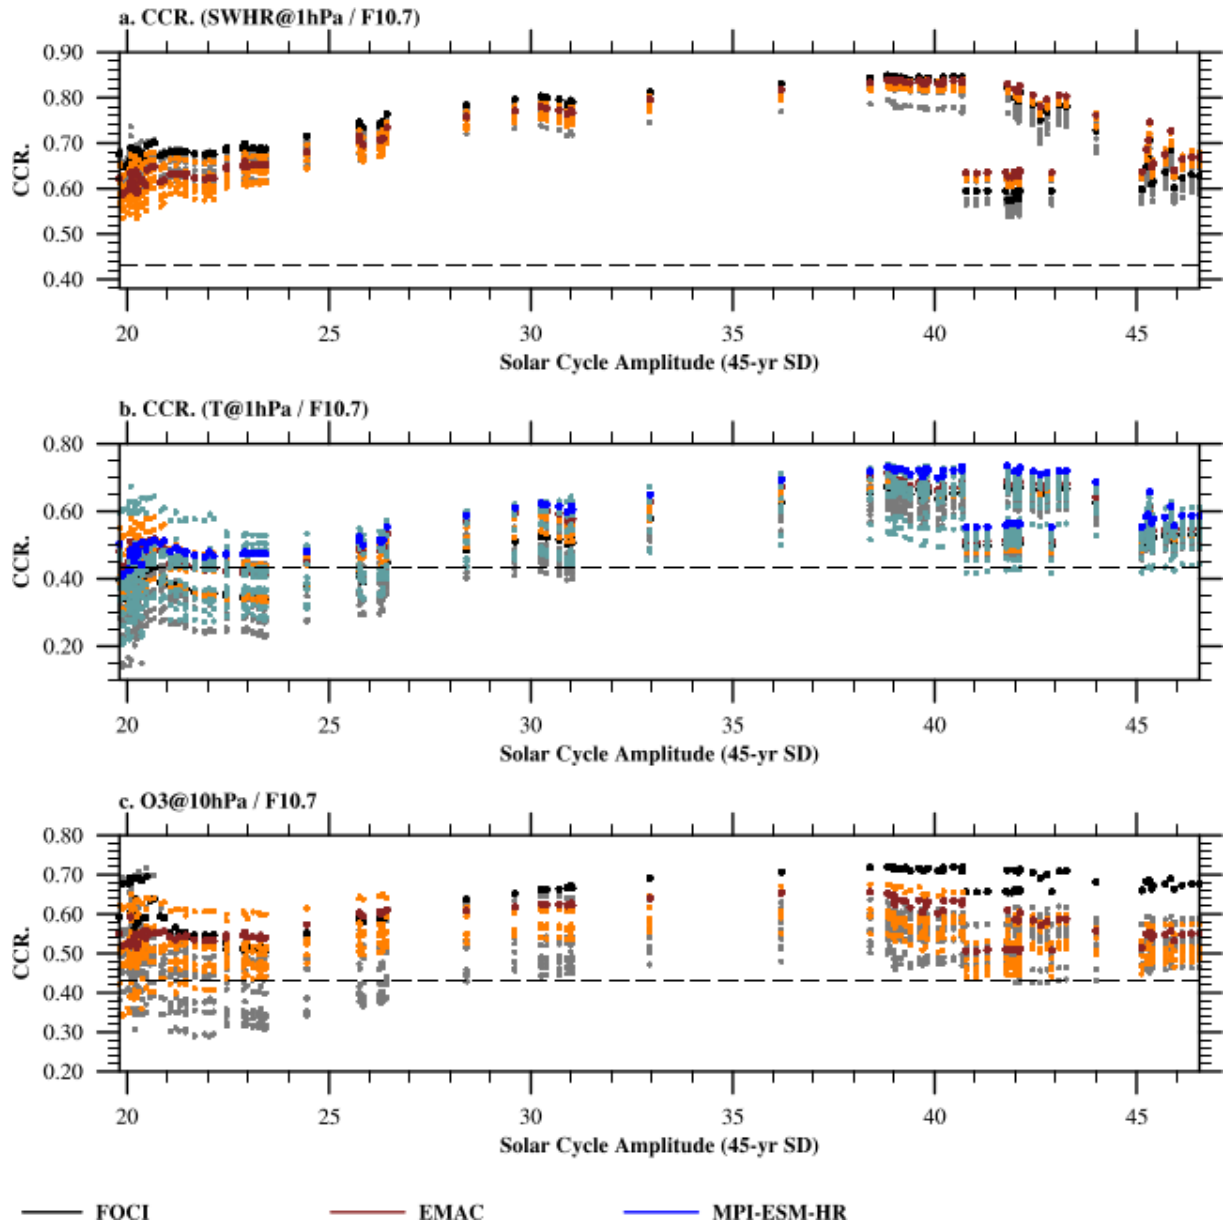 a. CCR. (SWHR@1hPa / F10.7)
0.90
0.80
0.70
0.60
0.50
0.40
CCR.
20 25 30 35 40 45
Solar Cycle Amplitude (45-yr SD)
b. CCR. (T@1hPa / F10.7)
0.80
0.60
0.40
0.20
CCR.
20 25 30 35 40 45
Solar Cycle Amplitude (45-yr SD)
c. O3@10hPa / F10.7
0.80
0.70
0.60
0.50
0.40
0.30
0.20
CCR.
20 25 30 35 40 45
Solar Cycle Amplitude (45-yr SD)
FOCI EMAC MPI-ESM-HR